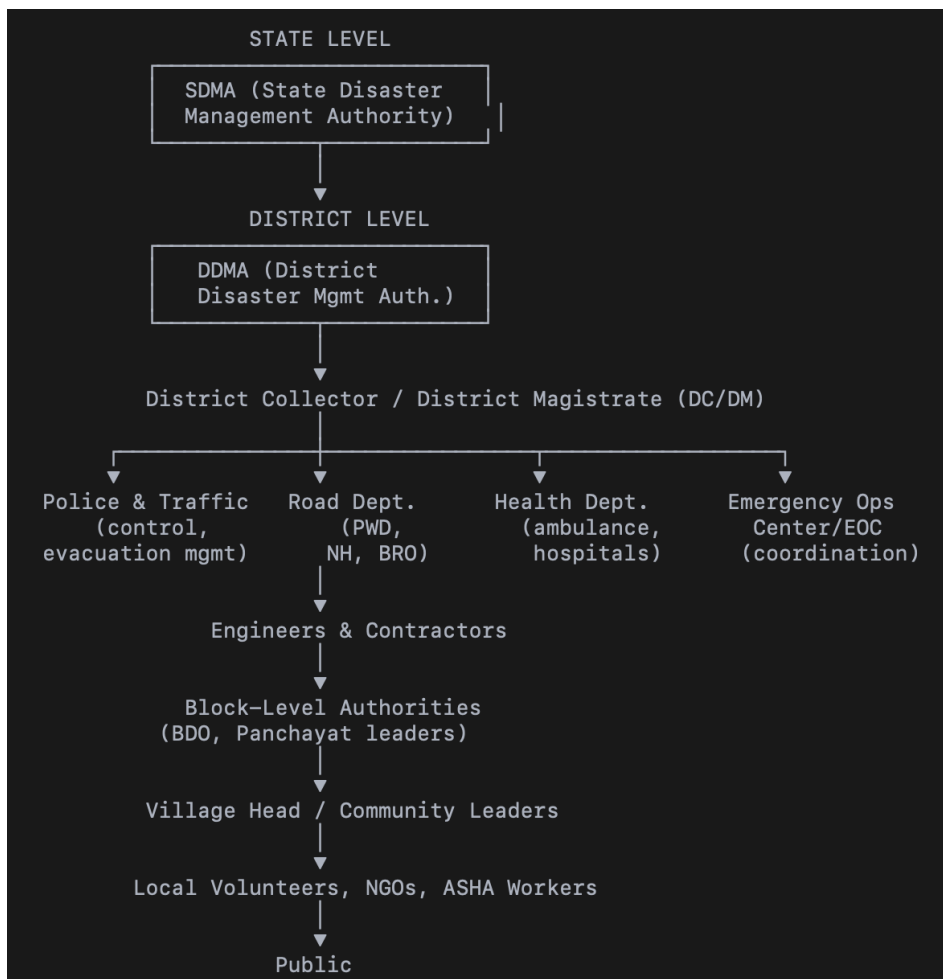 STATE LEVEL
SDMA (State Disaster
Management Authority)
DISTRICT LEVEL
DDMA (District
Disaster Mgmt Auth.)
District Collector / District Magistrate (DC/DM)
Police & Traffic
(control,
evacuation mgmt)
Road Dept.
(PWD,
NH, BRO)
Health Dept.
(ambulance,
hospitals)
Emergency Ops
Center/EOC
(coordination)
Engineers & Contractors
Block-Level Authorities
(BDO, Panchayat leaders)
Village Head / Community Leaders
Local Volunteers, NGOs, ASHA Workers
Public